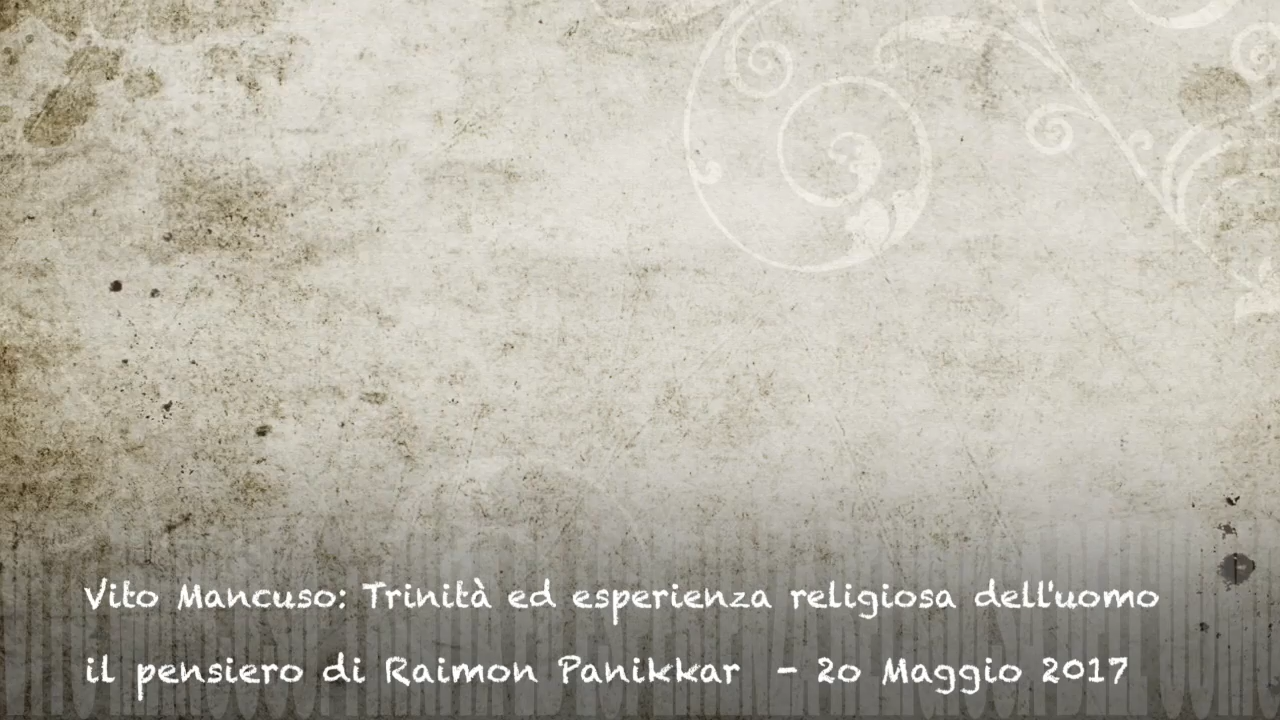 Vito Mancuso: Trinità ed esperienza religiosa dell'uomo
il pensiero di Raimon Panikkar - 20 Maggio 2017